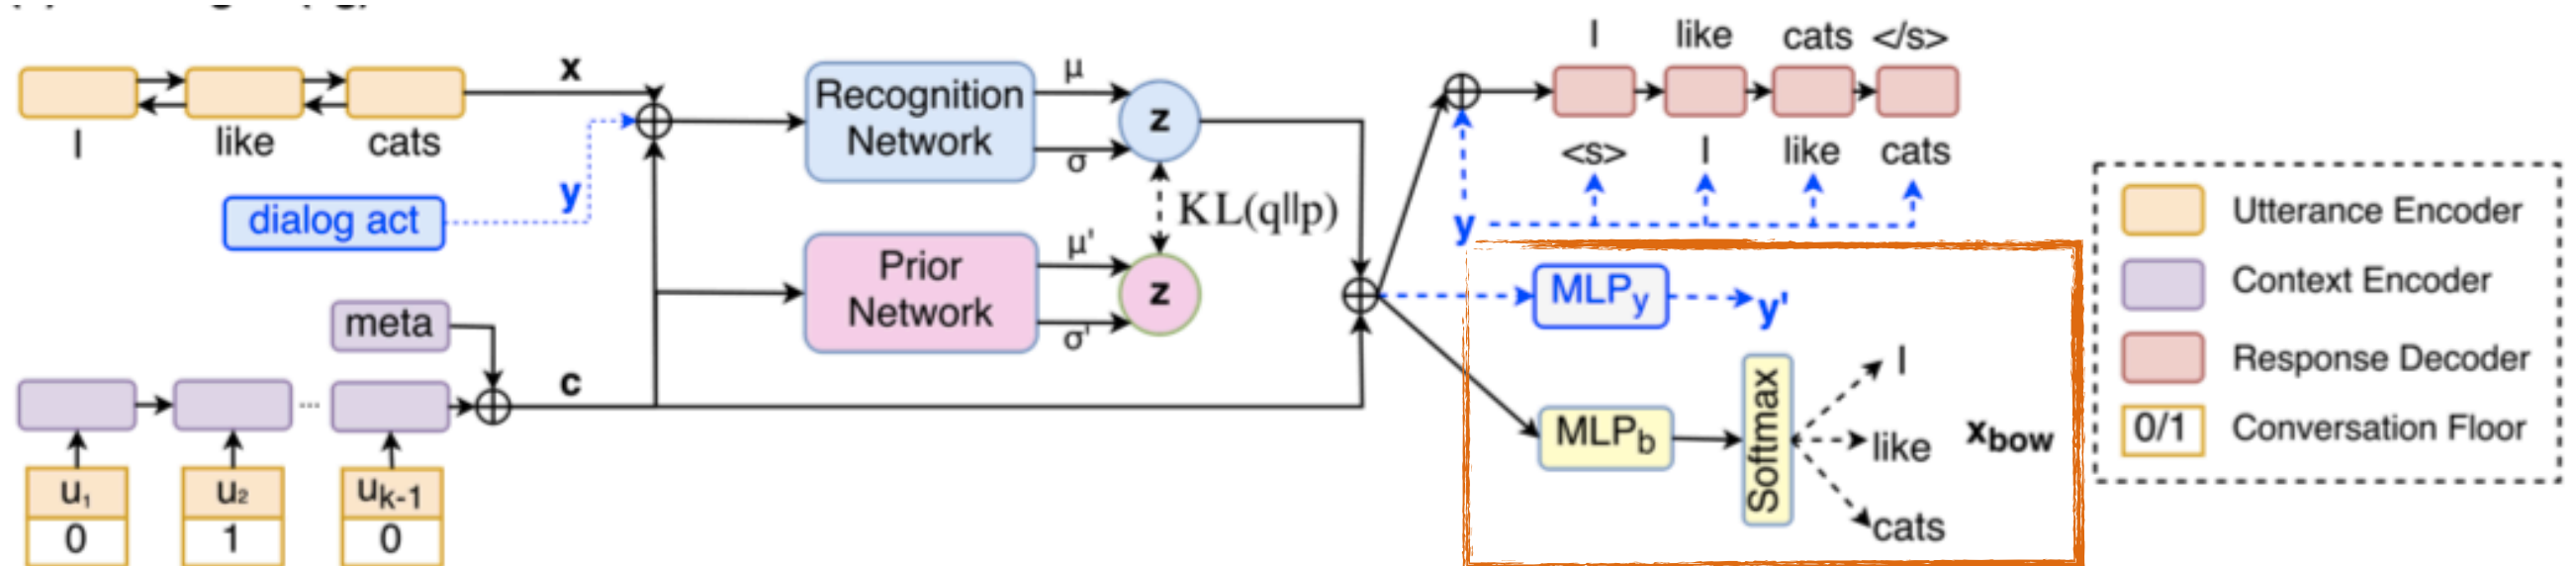 I like cats
x
dialog act
y
meta
c
u1 u2 ... uk-1
0 1 0
Recognition
Network
μ
σ
z
KL(q||p)
Prior
Network
μ'
σ'
z
I like cats </s>
<s> I like cats
y
MLPy
y'
MLPb
Softmax
I
like
cats
xbow
Utterance Encoder
Context Encoder
Response Decoder
0/1 Conversation Floor